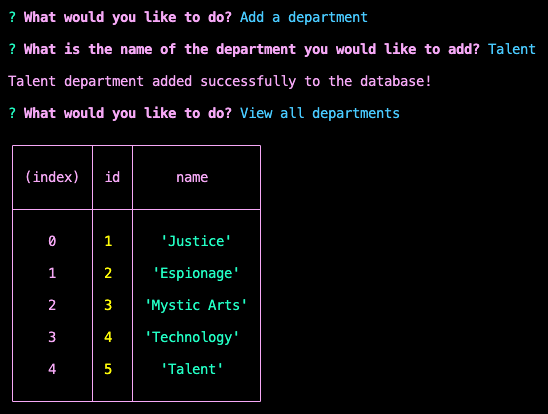 ? What would you like to do? Add a department
? What is the name of the department you would like to add? Talent
Talent department added successfully to the database!
? What would you like to do? View all departments
(index) id name
0 1 'Justice'
1 2 'Espionage'
2 3 'Mystic Arts'
3 4 'Technology'
4 5 'Talent'